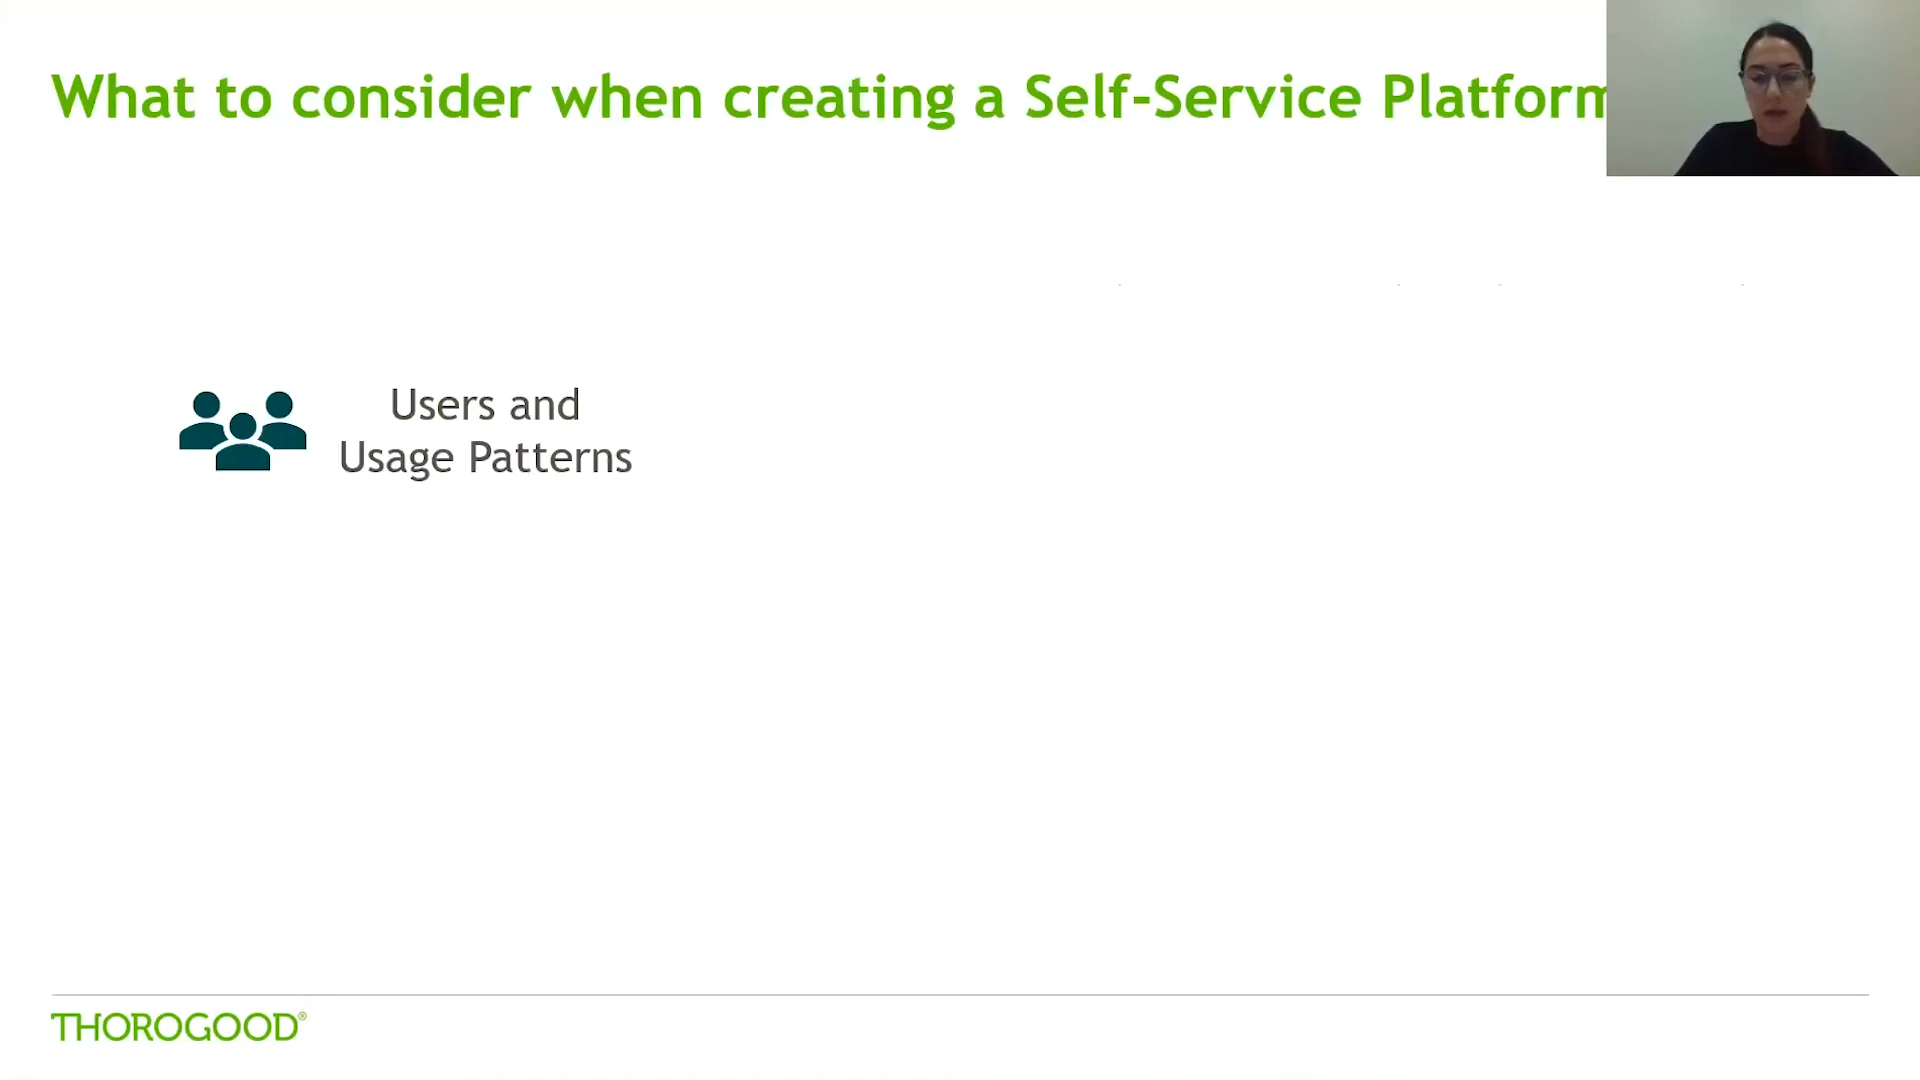 What to consider when creating a Self-Service Platform
Users and
Usage Patterns
THOROGOOD®